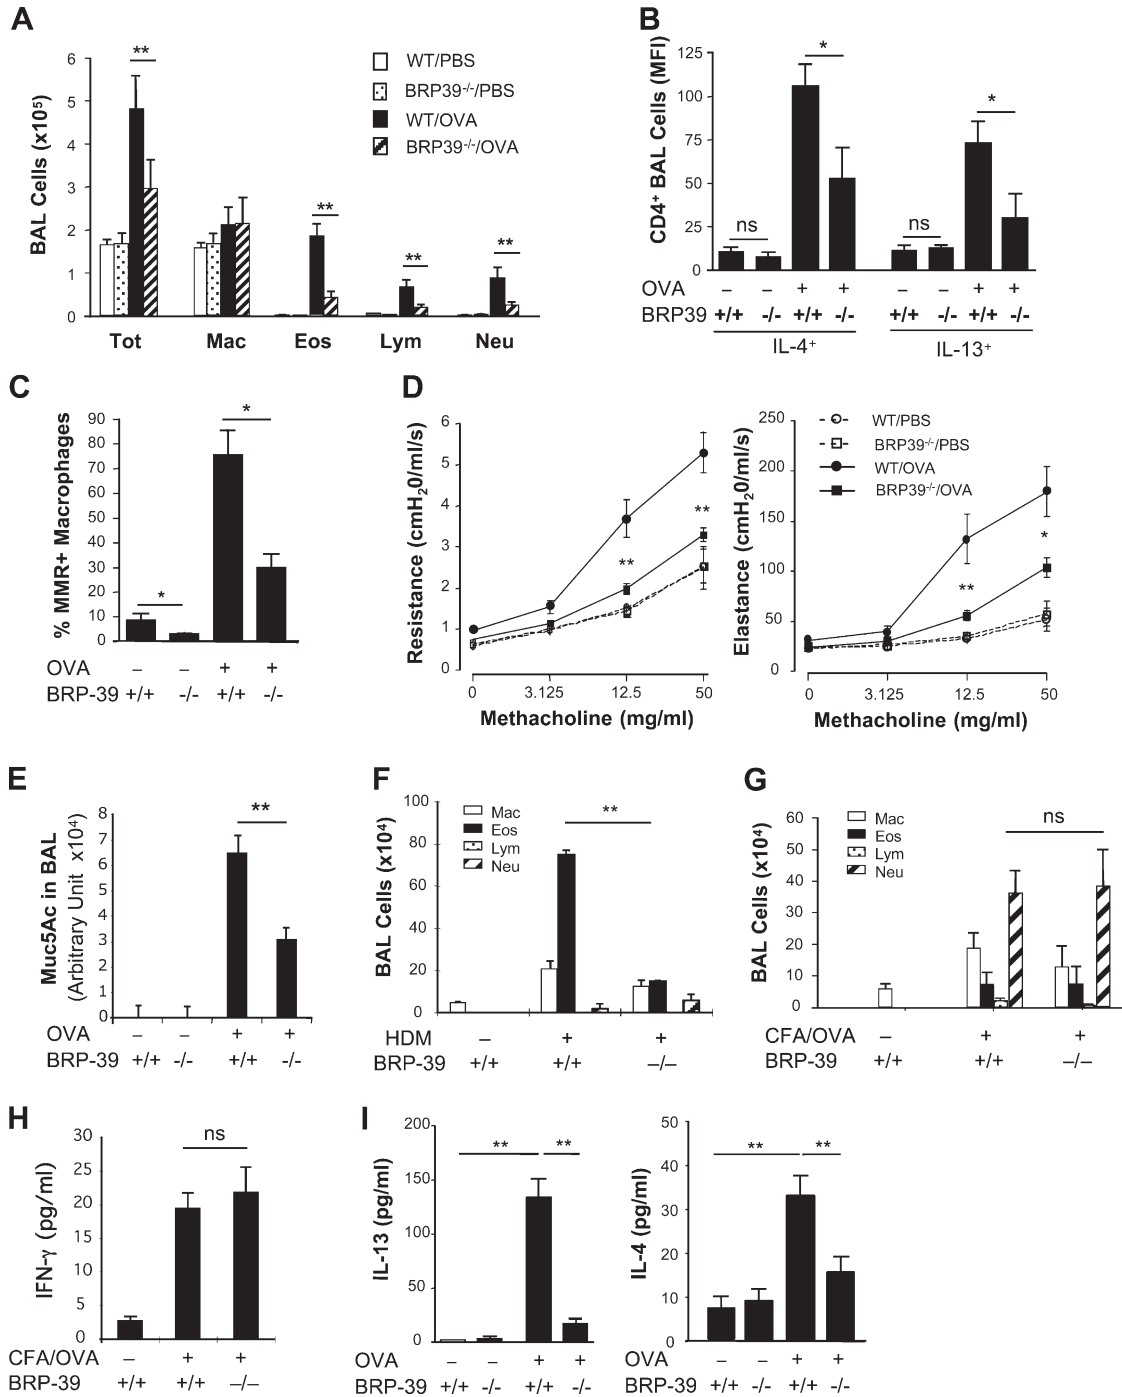 A
BAL Cells (x10⁵)
6
5
4
3
2
1
0
**
**
**
**
WT/PBS
BRP39⁻/⁻/PBS
WT/OVA
BRP39⁻/⁻/OVA
Tot Mac Eos Lym Neu
B
CD4⁺ BAL Cells (MFI)
125
100
75
50
25
0
ns
*
ns
*
OVA – – + + – – + +
BRP39 +/+ -/- +/+ -/- +/+ -/- +/+ -/-
IL-4⁺ IL-13⁺
C
% MMR+ Macrophages
90
80
70
60
50
40
30
20
10
0
*
*
OVA – – + +
BRP-39 +/+ -/- +/+ -/-
D
Resistance (cmH₂0/ml/s)
6
5
4
3
2
1
0
**
**
0 3.125 12.5 50
Methacholine (mg/ml)
Elastance (cmH₂0/ml/s)
250
200
150
100
50
0
WT/PBS
BRP39⁻/⁻/PBS
WT/OVA
BRP39⁻/⁻/OVA
**
*
0 3.125 12.5 50
Methacholine (mg/ml)
E
Muc5Ac in BAL
(Arbitrary Unit x10⁴)
8
7
6
5
4
3
2
1
0
**
OVA – – + +
BRP-39 +/+ -/- +/+ -/-
F
BAL Cells (x10⁴)
100
80
60
40
20
0
Mac
Eos
Lym
Neu
**
HDM – + +
BRP-39 +/+ +/+ –/–
G
BAL Cells (x10⁴)
60
50
40
30
20
10
0
Mac
Eos
Lym
Neu
ns
CFA/OVA – + +
BRP-39 +/+ +/+ –/–
H
IFN-γ (pg/ml)
30
25
20
15
10
5
0
ns
CFA/OVA – + +
BRP-39 +/+ +/+ –/–
I
IL-13 (pg/ml)
200
150
100
50
0
**
**
OVA – – + +
BRP-39 +/+ -/- +/+ -/-
IL-4 (pg/ml)
50
40
30
20
10
0
**
**
OVA – – + +
BRP-39 +/+ -/- +/+ -/-